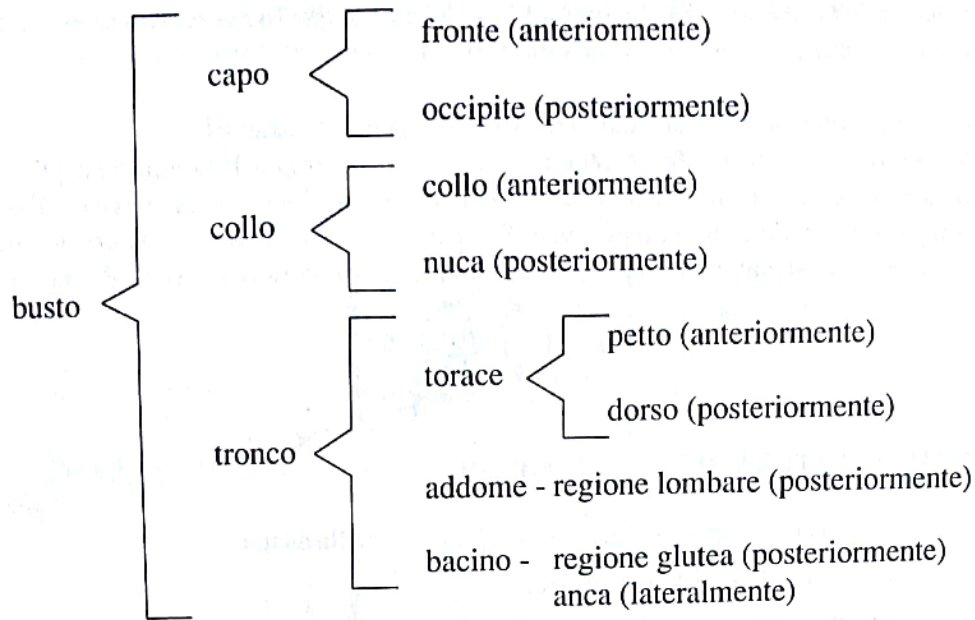 fronte (anteriormente)
capo
occipite (posteriormente)
collo (anteriormente)
collo
nuca (posteriormente)
busto
petto (anteriormente)
torace
dorso (posteriormente)
tronco
addome - regione lombare (posteriormente)
bacino - regione glutea (posteriormente)
anca (lateralmente)